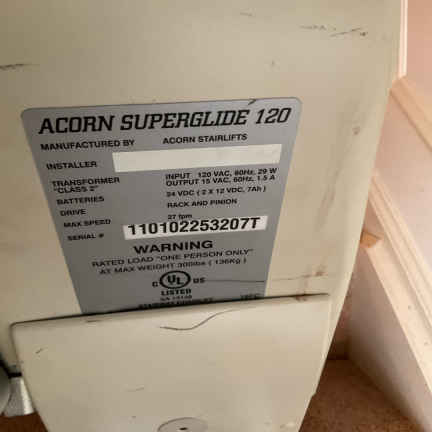 ACORN SUPERGLIDE 120
MANUFACTURED BY ACORN STAIRLIFTS
INSTALLER
TRANSFORMER "CLASS 2" INPUT 120 VAC, 60Hz, 29 W
OUTPUT 15 VAC, 60Hz, 1.5 A
BATTERIES 24 VDC ( 2 X 12 VDC, 7Ah )
DRIVE RACK AND PINION
MAX SPEED 27 fpm
SERIAL # 110102253207T
WARNING
RATED LOAD "ONE PERSON ONLY"
AT MAX WEIGHT 300lbs ( 136Kg )
C UL US
LISTED